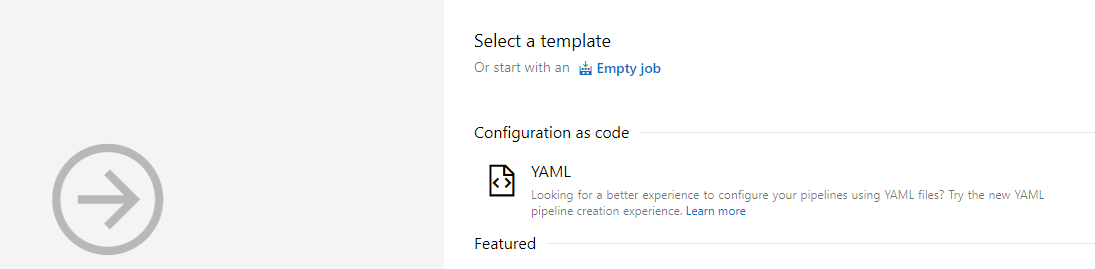 Select a template
Or start with an Empty job
Configuration as code
YAML
Looking for a better experience to configure your pipelines using YAML files? Try the new YAML
pipeline creation experience. Learn more
Featured